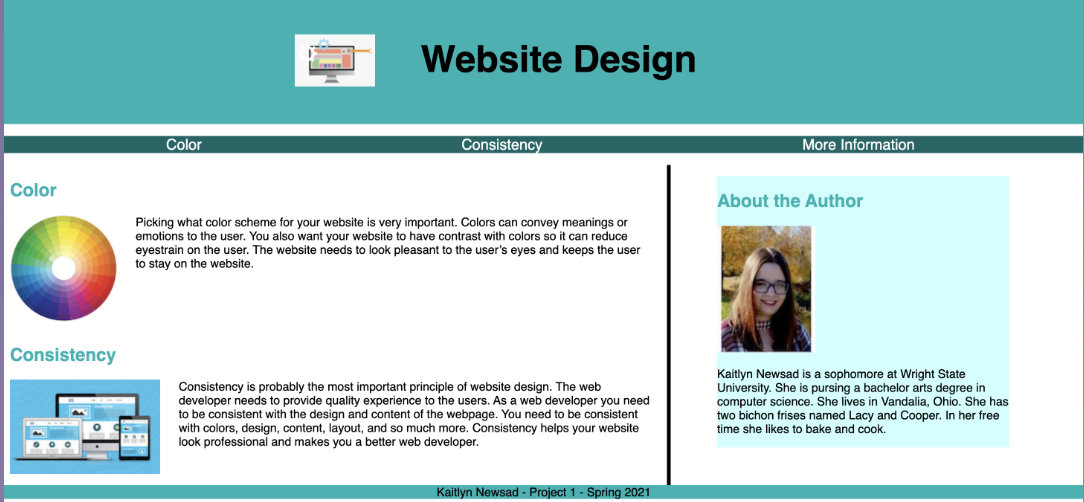 Website Design
Color
Consistency
More Information
Color
Picking what color scheme for your website is very important. Colors can convey meanings or
emotions to the user. You also want your website to have contrast with colors so it can reduce
eyestrain on the user. The website needs to look pleasant to the user's eyes and keeps the user
to stay on the website.
Consistency
Consistency is probably the most important principle of website design. The web
developer needs to provide quality experience to the users. As a web developer you need
to be consistent with the design and content of the webpage. You need to be consistent
with colors, design, content, layout, and so much more. Consistency helps your website
look professional and makes you a better web developer.
About the Author
Kaitlyn Newsad is a sophomore at Wright State
University. She is pursing a bachelor arts degree in
computer science. She lives in Vandalia, Ohio. She has
two bichon frises named Lacy and Cooper. In her free
time she likes to bake and cook.
Kaitlyn Newsad - Project 1 - Spring 2021